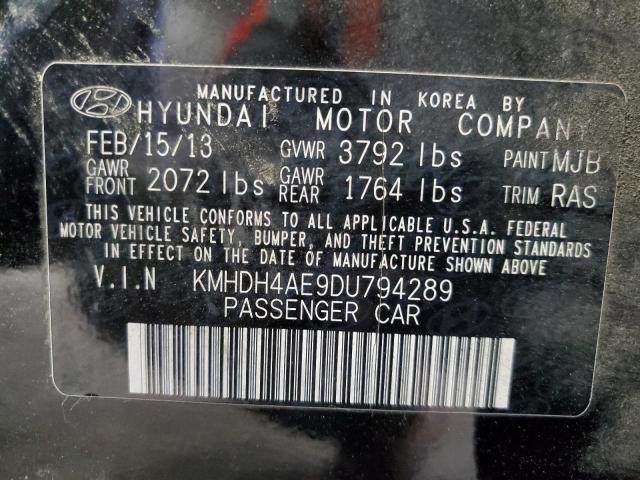 MANUFACTURED IN KOREA BY
HYUNDAI MOTOR COMPANY
FEB/15/13 GVWR 3792 lbs PAINT MJB
GAWR FRONT 2072 lbs GAWR REAR 1764 lbs TRIM RAS
THIS VEHICLE CONFORMS TO ALL APPLICABLE U.S.A. FEDERAL
MOTOR VEHICLE SAFETY, BUMPER, AND THEFT PREVENTION STANDARDS
IN EFFECT ON THE DATE OF MANUFACTURE SHOWN ABOVE
V.I.N KMHDH4AE9DU794289
PASSENGER CAR